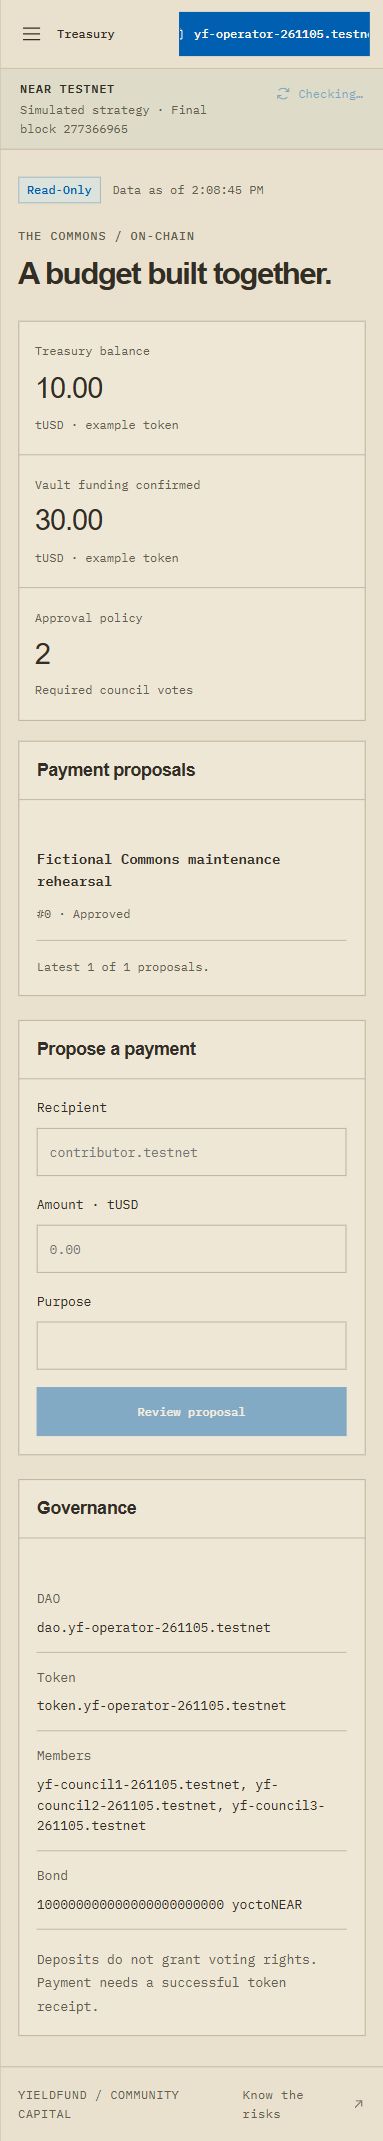 Treasury
yf-operator-261105.testn
NEAR TESTNET
Simulated strategy · Final
block 277366965
Checking…
Read-Only
Data as of 2:08:45 PM
THE COMMONS / ON-CHAIN
A budget built together.
Treasury balance
10.00
tUSD · example token
Vault funding confirmed
30.00
tUSD · example token
Approval policy
2
Required council votes
Payment proposals
Fictional Commons maintenance
rehearsal
#0 · Approved
Latest 1 of 1 proposals.
Propose a payment
Recipient
contributor.testnet
Amount · tUSD
0.00
Purpose
Review proposal
Governance
DAO
dao.yf-operator-261105.testnet
Token
token.yf-operator-261105.testnet
Members
yf-council1-261105.testnet, yf-
council2-261105.testnet, yf-council3-
261105.testnet
Bond
100000000000000000000000 yoctoNEAR
Deposits do not grant voting rights.
Payment needs a successful token
receipt.
YIELDFUND / COMMUNITY
CAPITAL
Know the
risks